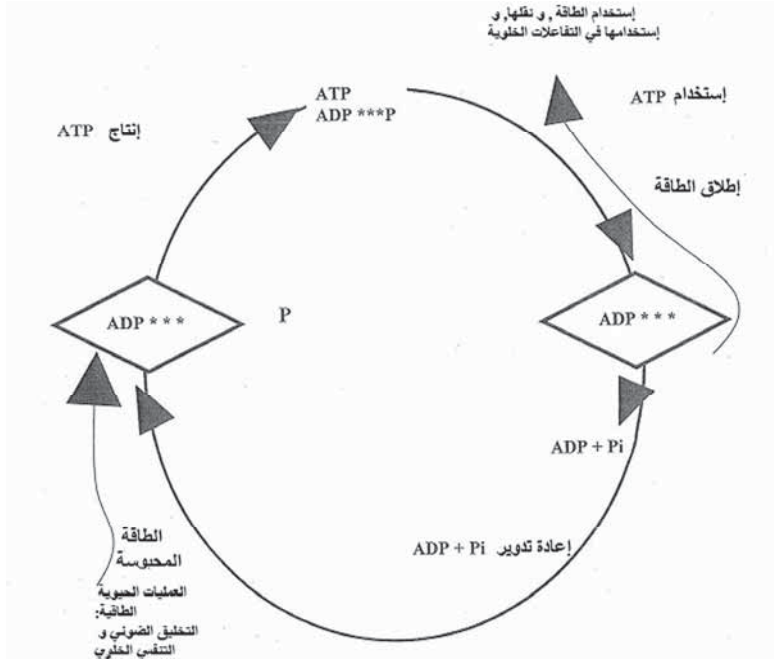 إستخدام الطاقة , و نقلها, و
إستخدامها في التفاعلات الخلوية
ATP
ADP ***P
إستخدام ATP
إنتاج ATP
إطلاق الطاقة
ADP * * *
P
ADP * * *
ADP + Pi
إعادة تدوير ADP + Pi
الطاقة
المحبوسة
العمليات الحيوية
الطاقية:
التخليق الضوئي و
التنفسي الخلوي